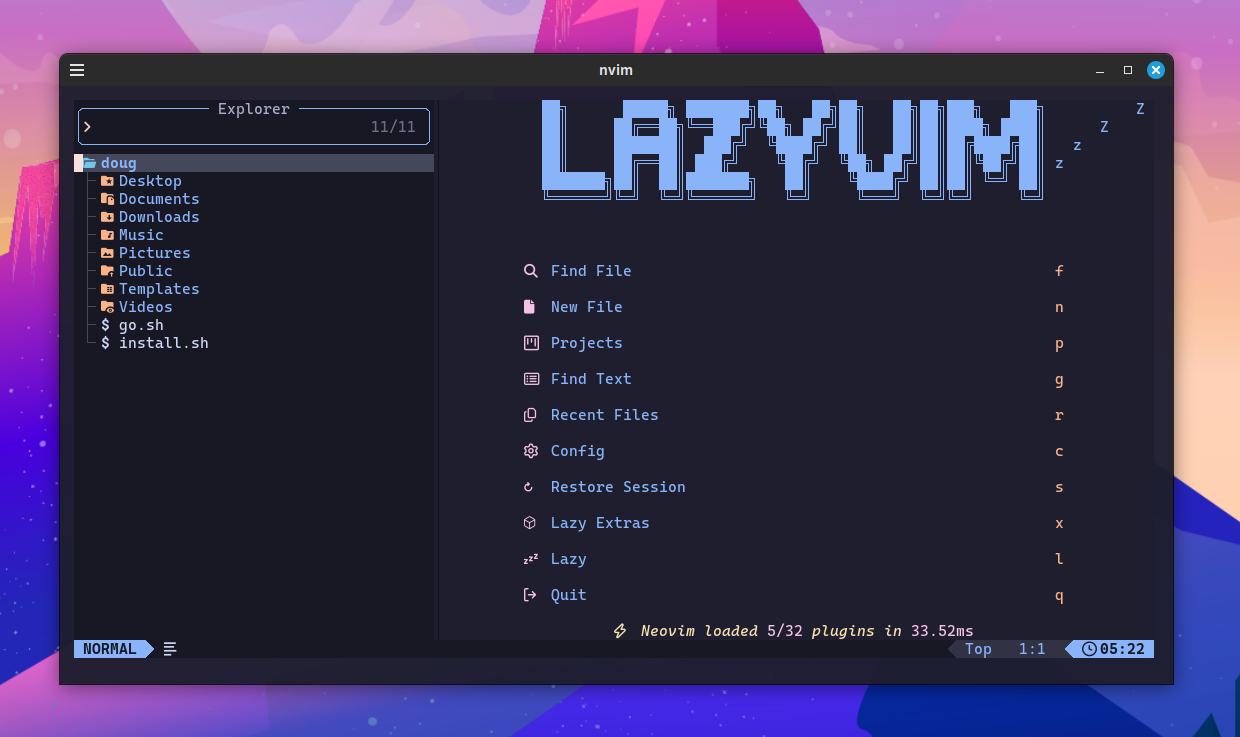 nvim
Explorer
11/11
doug
Desktop
Documents
Downloads
Music
Pictures
Public
Templates
Videos
$ go.sh
$ install.sh
LAZYVIM
Z
Z
z
z
Find File f
New File n
Projects p
Find Text g
Recent Files r
Config c
Restore Session s
Lazy Extras x
zzZ Lazy l
Quit q
Neovim loaded 5/32 plugins in 33.52ms
NORMAL
Top 1:1 05:22